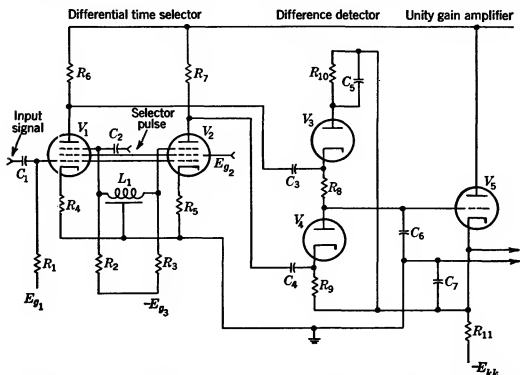 Differential time selector
Difference detector
Unity gain amplifier
R6
R7
R10
C5
Input signal
V1
C2
Selector pulse
V2
V3
V5
C1
Eg2
C3
R8
L1
V4
R4
R5
C6
R1
R2
R3
C4
R9
C7
Eg1
-Eg3
R11
-Ekk